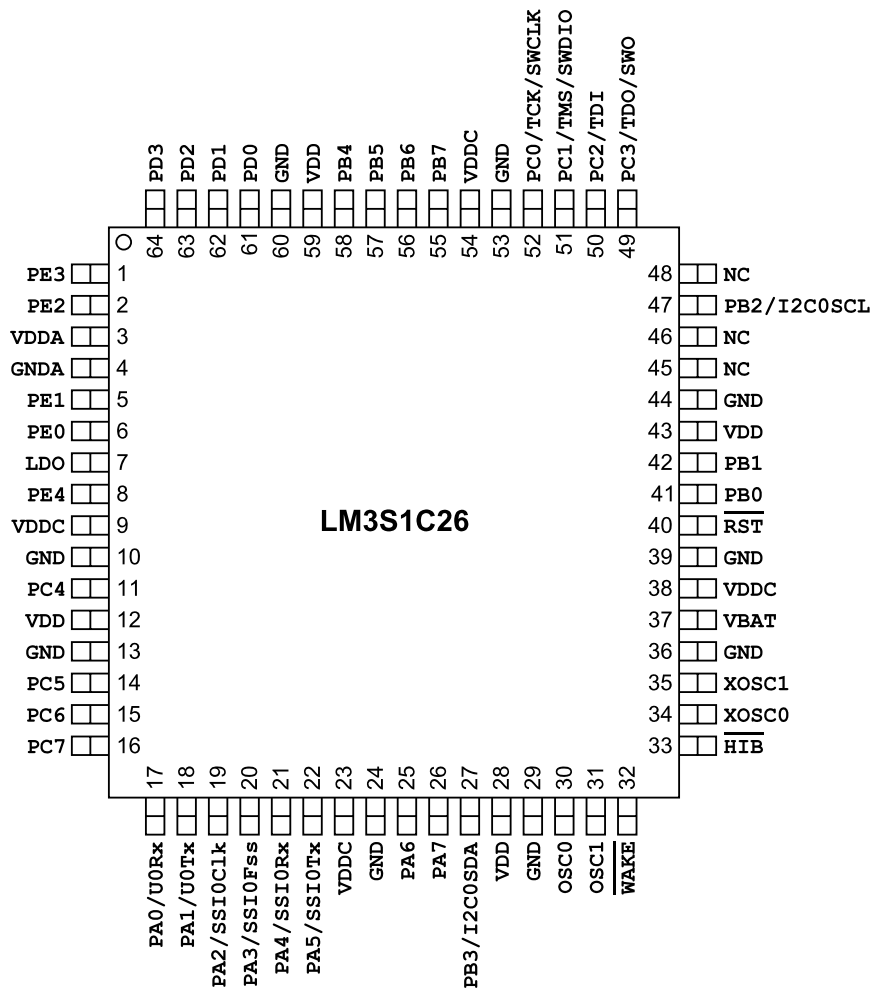 PD3
PD2
PD1
PD0
GND
VDD
PB4
PB5
PB6
PB7
VDDC
GND
PC0/TCK/SWCLK
PC1/TMS/SWDIO
PC2/TDI
PC3/TDO/SWO
64
63
62
61
60
59
58
57
56
55
54
53
52
51
50
49
PE3 1
PE2 2
VDDA 3
GNDA 4
PE1 5
PE0 6
LDO 7
PE4 8
VDDC 9
GND 10
PC4 11
VDD 12
GND 13
PC5 14
PC6 15
PC7 16
LM3S1C26
48 NC
47 PB2/I2C0SCL
46 NC
45 NC
44 GND
43 VDD
42 PB1
41 PB0
40 RST
39 GND
38 VDDC
37 VBAT
36 GND
35 XOSC1
34 XOSC0
33 HIB
17
18
19
20
21
22
23
24
25
26
27
28
29
30
31
32
PA0/U0Rx
PA1/U0Tx
PA2/SSI0Clk
PA3/SSI0Fss
PA4/SSI0Rx
PA5/SSI0Tx
VDDC
GND
PA6
PA7
PB3/I2C0SDA
VDD
GND
OSC0
OSC1
WAKE